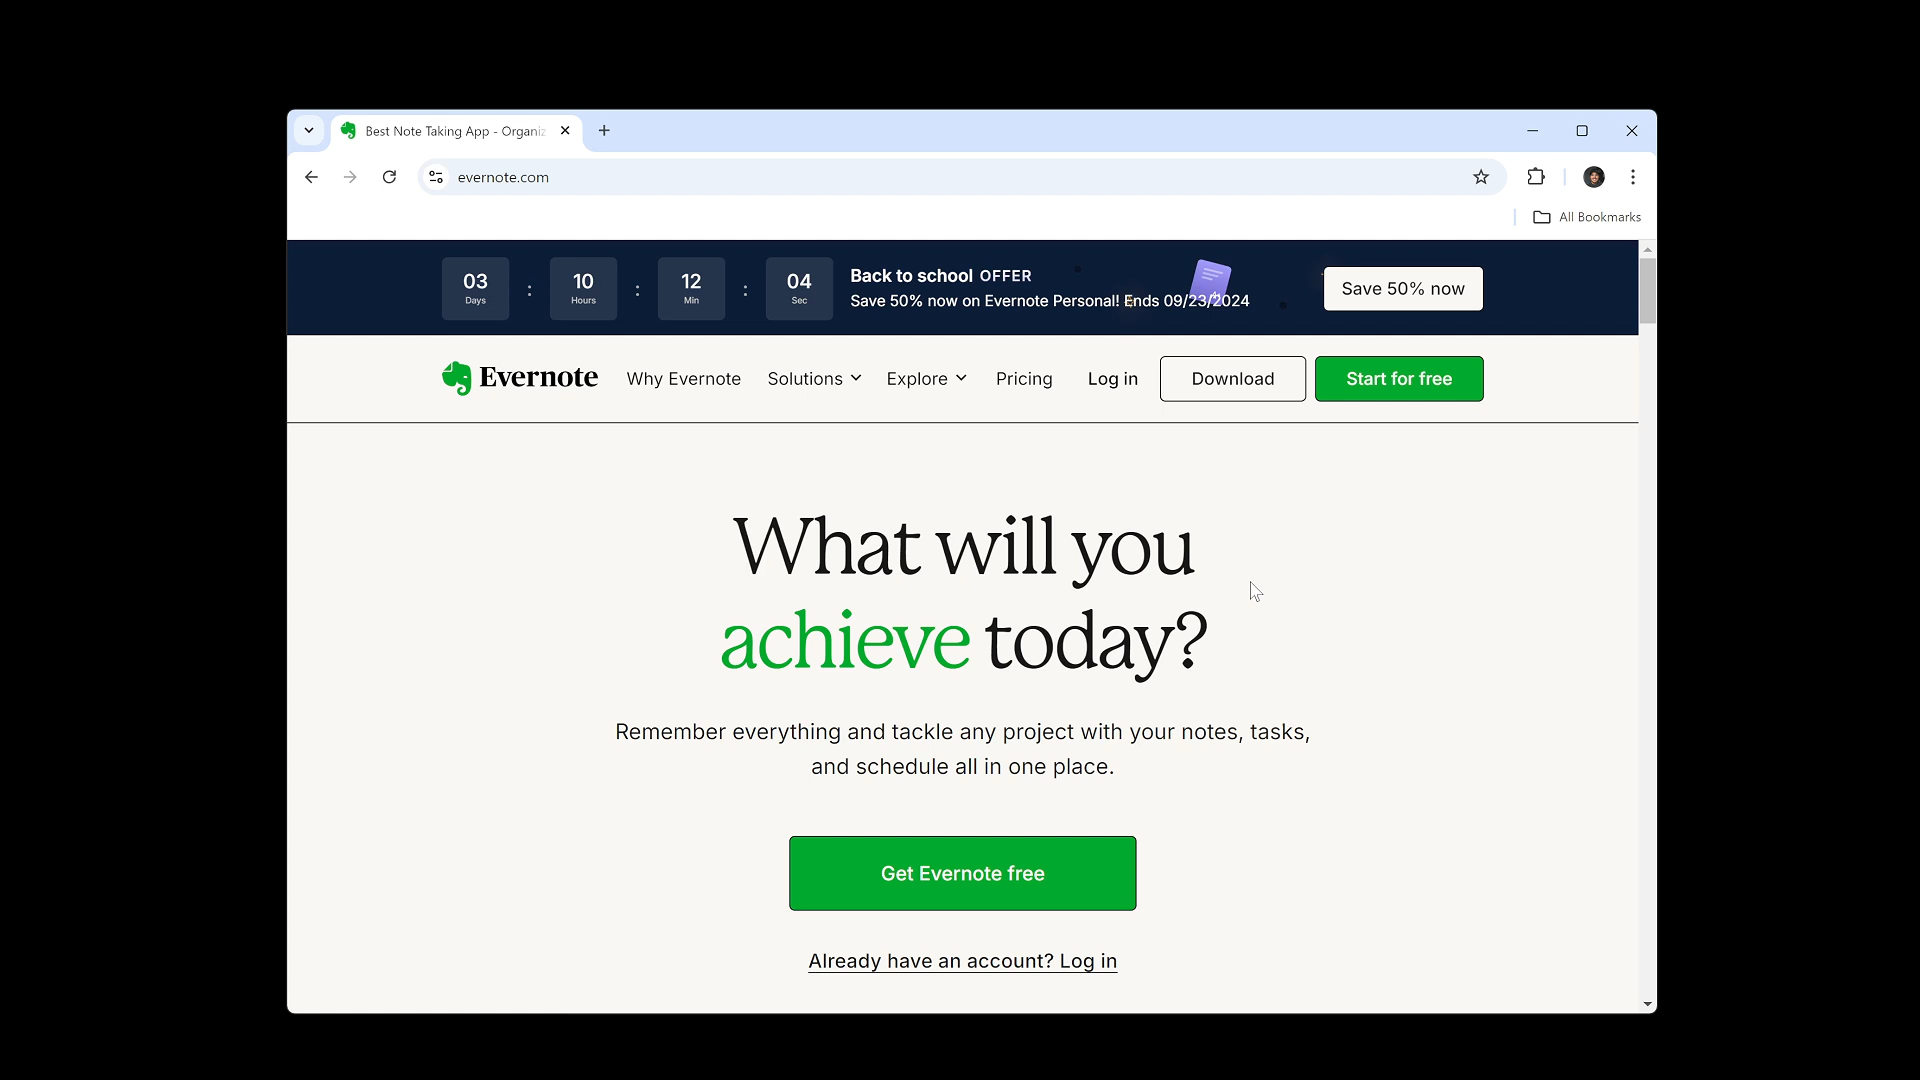 Best Note Taking App - Organiz
evernote.com
All Bookmarks
03 : 10 : 12 : 04
Days Hours Min Sec
Back to school OFFER
Save 50% now on Evernote Personal! Ends 09/23/2024
Save 50% now
Evernote Why Evernote Solutions Explore Pricing Log in Download Start for free
What will you
achieve today?
Remember everything and tackle any project with your notes, tasks,
and schedule all in one place.
Get Evernote free
Already have an account? Log in